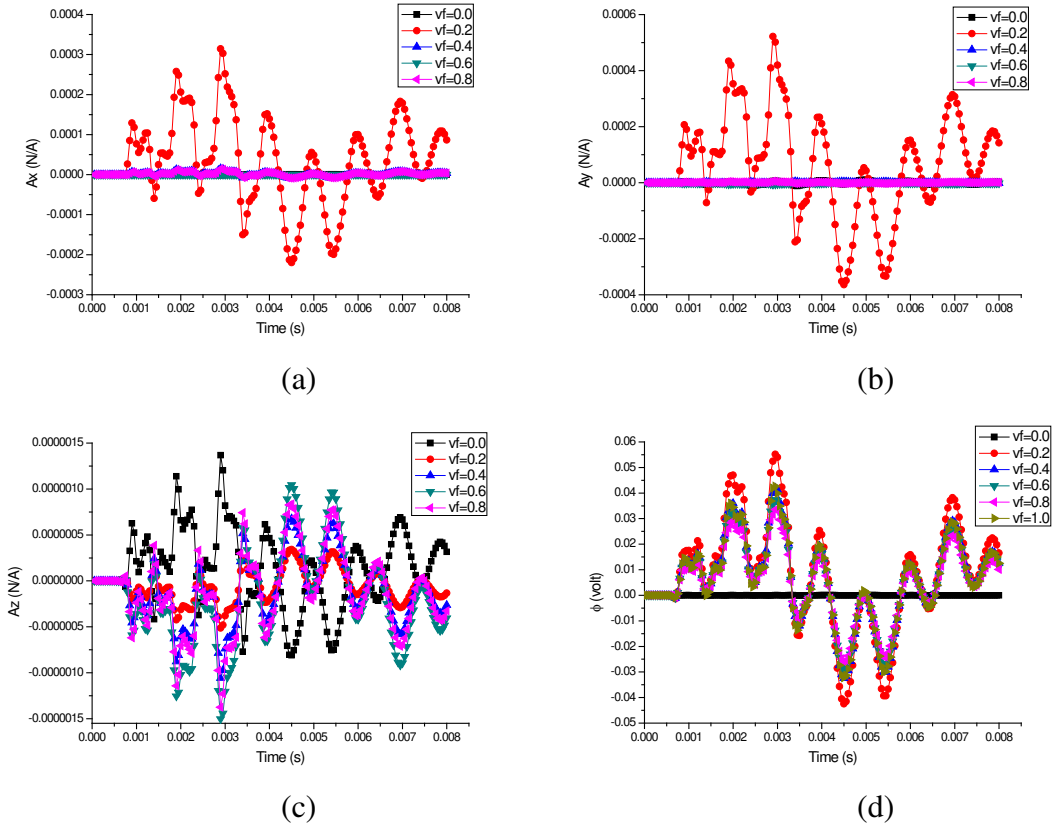 0.0004
0.0003
0.0002
0.0001
0.0000
-0.0001
-0.0002
-0.0003
Ax (N/A)
0.000 0.001 0.002 0.003 0.004 0.005 0.006 0.007 0.008
Time (s)
vf=0.0
vf=0.2
vf=0.4
vf=0.6
vf=0.8
(a)
0.0006
0.0004
0.0002
0.0000
-0.0002
-0.0004
Ay (N/A)
0.000 0.001 0.002 0.003 0.004 0.005 0.006 0.007 0.008
Time (s)
vf=0.0
vf=0.2
vf=0.4
vf=0.6
vf=0.8
(b)
0.0000015
0.0000010
0.0000005
0.0000000
-0.0000005
-0.0000010
-0.0000015
Az (N/A)
0.000 0.001 0.002 0.003 0.004 0.005 0.006 0.007 0.008
Time (s)
vf=0.0
vf=0.2
vf=0.4
vf=0.6
vf=0.8
(c)
0.06
0.05
0.04
0.03
0.02
0.01
0.00
-0.01
-0.02
-0.03
-0.04
-0.05
ϕ (volt)
0.000 0.001 0.002 0.003 0.004 0.005 0.006 0.007 0.008
Time (s)
vf=0.0
vf=0.2
vf=0.4
vf=0.6
vf=0.8
vf=1.0
(d)